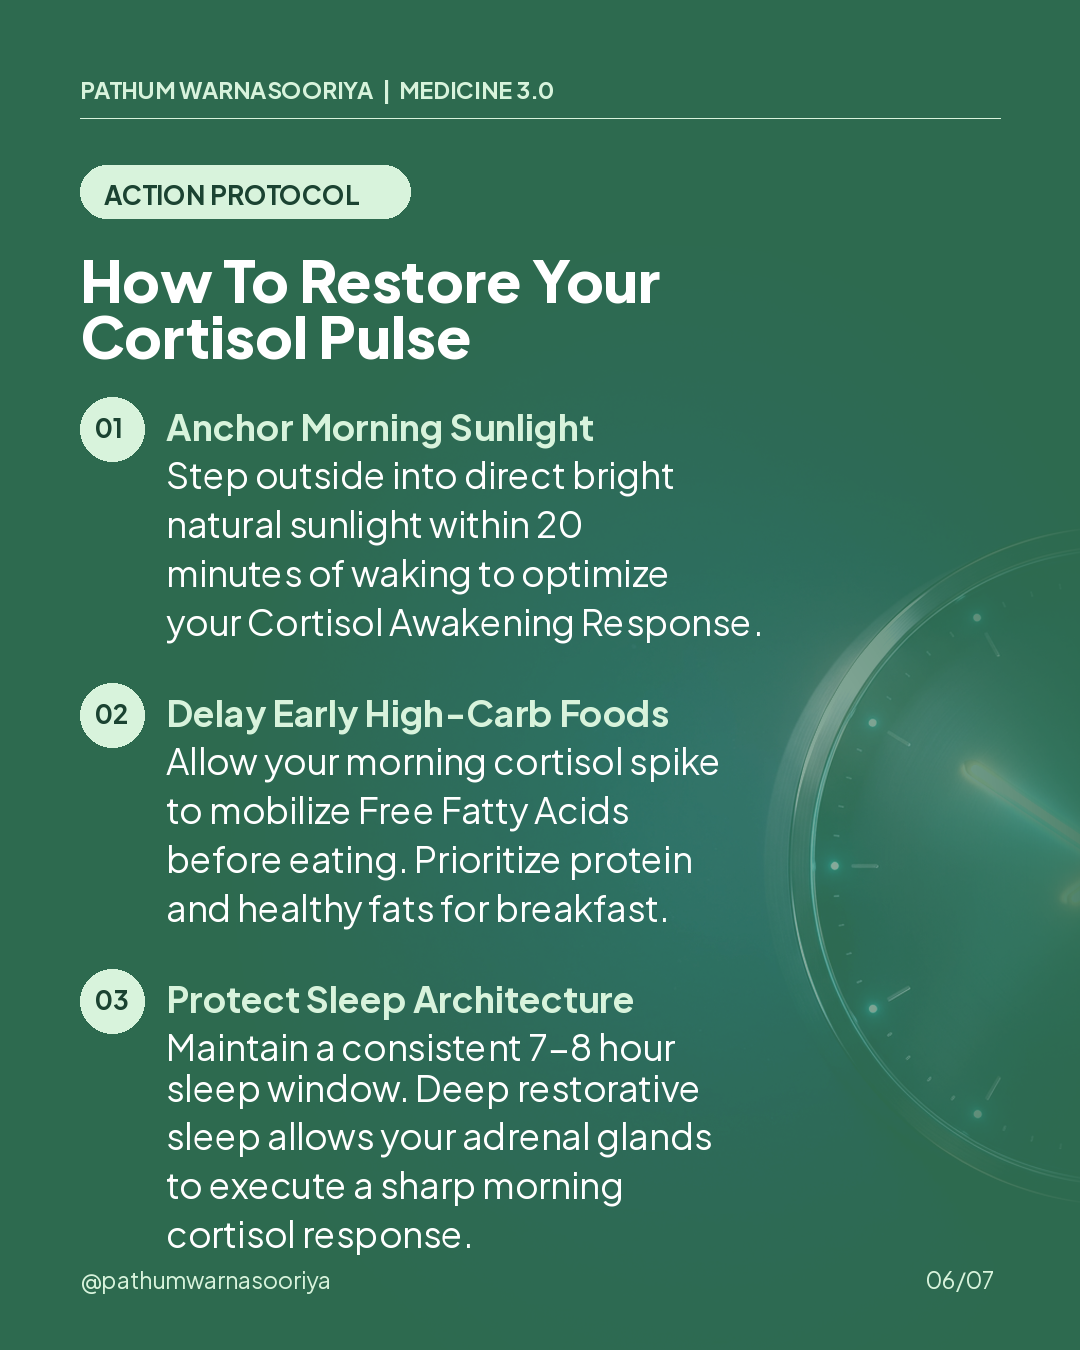 PATHUM WARNASOORIYA | MEDICINE 3.0
ACTION PROTOCOL
How To Restore Your
Cortisol Pulse
01
Anchor Morning Sunlight
Step outside into direct bright
natural sunlight within 20
minutes of waking to optimize
your Cortisol Awakening Response.
02
Delay Early High-Carb Foods
Allow your morning cortisol spike
to mobilize Free Fatty Acids
before eating. Prioritize protein
and healthy fats for breakfast.
03
Protect Sleep Architecture
Maintain a consistent 7–8 hour
sleep window. Deep restorative
sleep allows your adrenal glands
to execute a sharp morning
cortisol response.
@pathumwarnasooriya
06/07